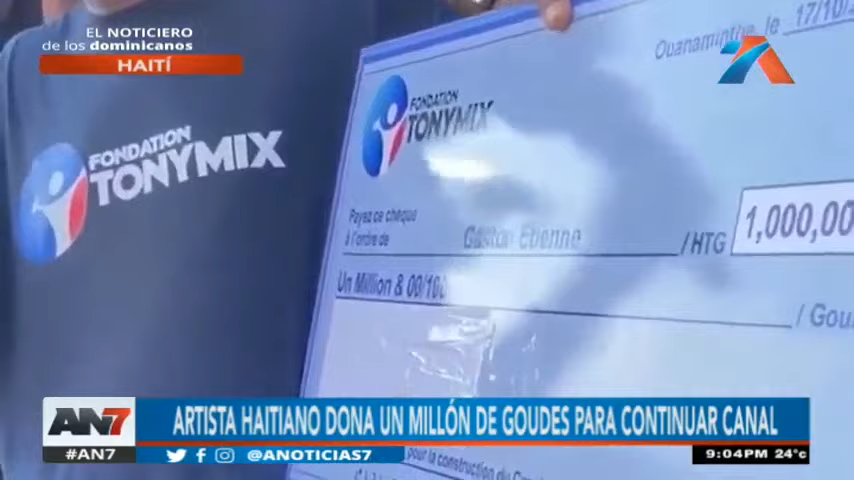 EL NOTICIERO
de los dominicanos
HAITÍ
FONDATION
TONYMIX
Ouanaminthe, le 17/10/
FONDATION
TONYMIX
Payez ce chèque
à l'ordre de
Gaston Etienne
/HTG
1,000,00
Un Million & 00/100
/ Gou
ARTISTA HAITIANO DONA UN MILLÓN DE GOUDES PARA CONTINUAR CANAL
AN7
#AN7
@ANOTICIAS7
pour la construction du
9:04PM 24°c